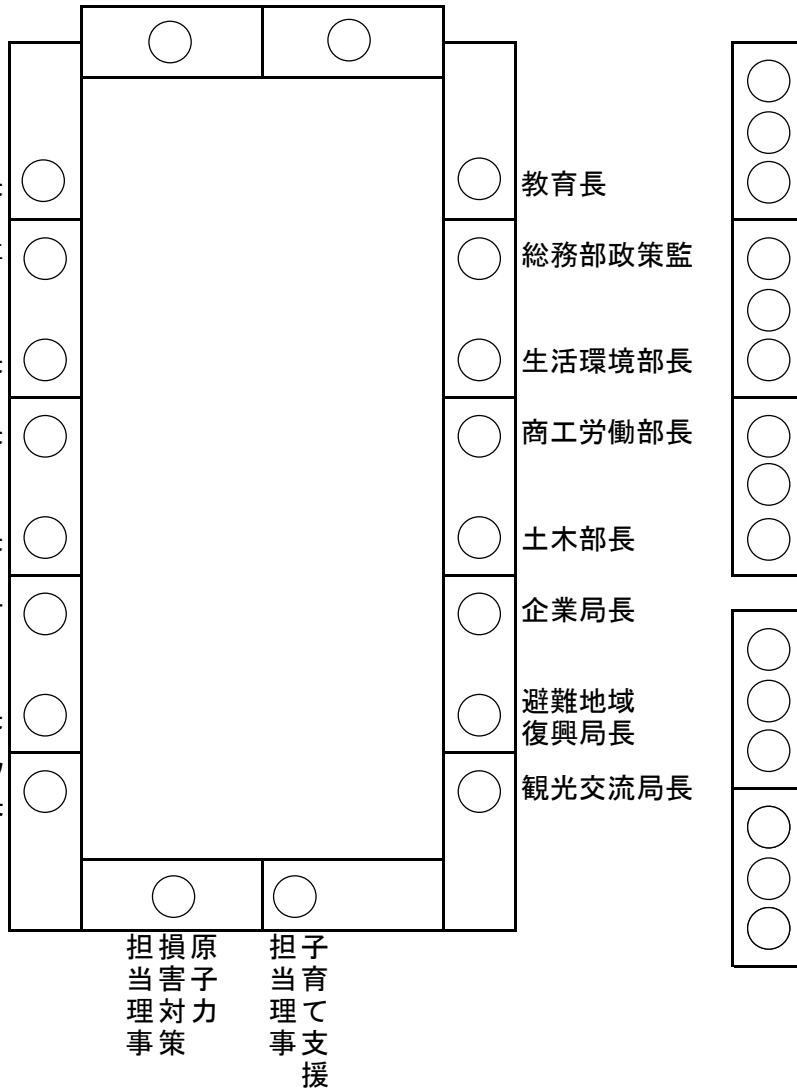 教育長
総務部政策監
生活環境部長
商工労働部長
土木部長
企業局長
避難地域
復興局長
観光交流局長
原子力
損害対策
担当理事
子育て支援
担当理事